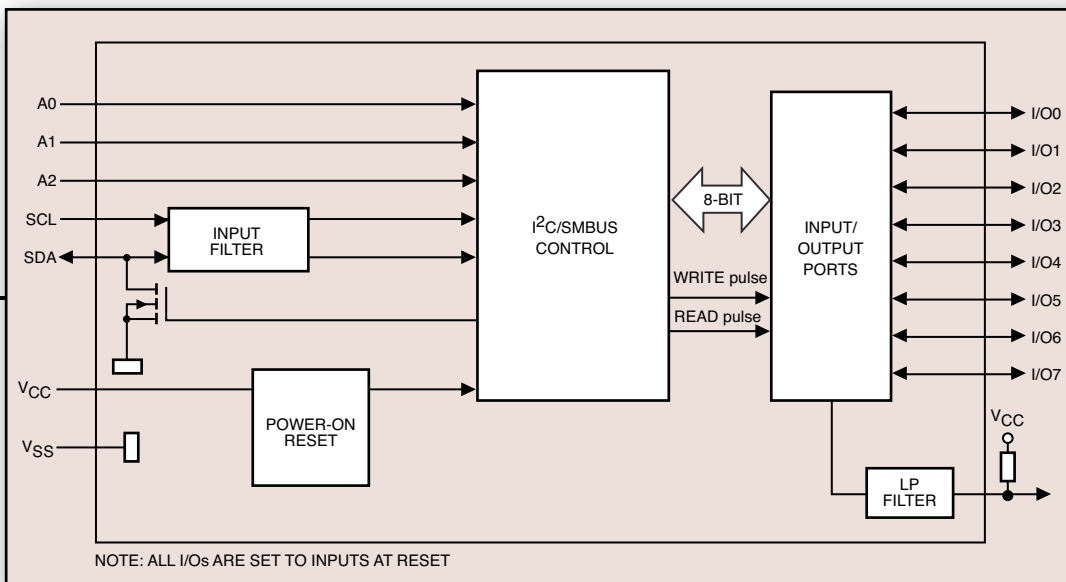 A0
A1
A2
SCL
SDA
VCC
VSS
INPUT
FILTER
POWER-ON
RESET
I2C/SMBUS
CONTROL
8-BIT
WRITE pulse
READ pulse
INPUT/
OUTPUT
PORTS
I/O0
I/O1
I/O2
I/O3
I/O4
I/O5
I/O6
I/O7
VCC
LP
FILTER
NOTE: ALL I/Os ARE SET TO INPUTS AT RESET